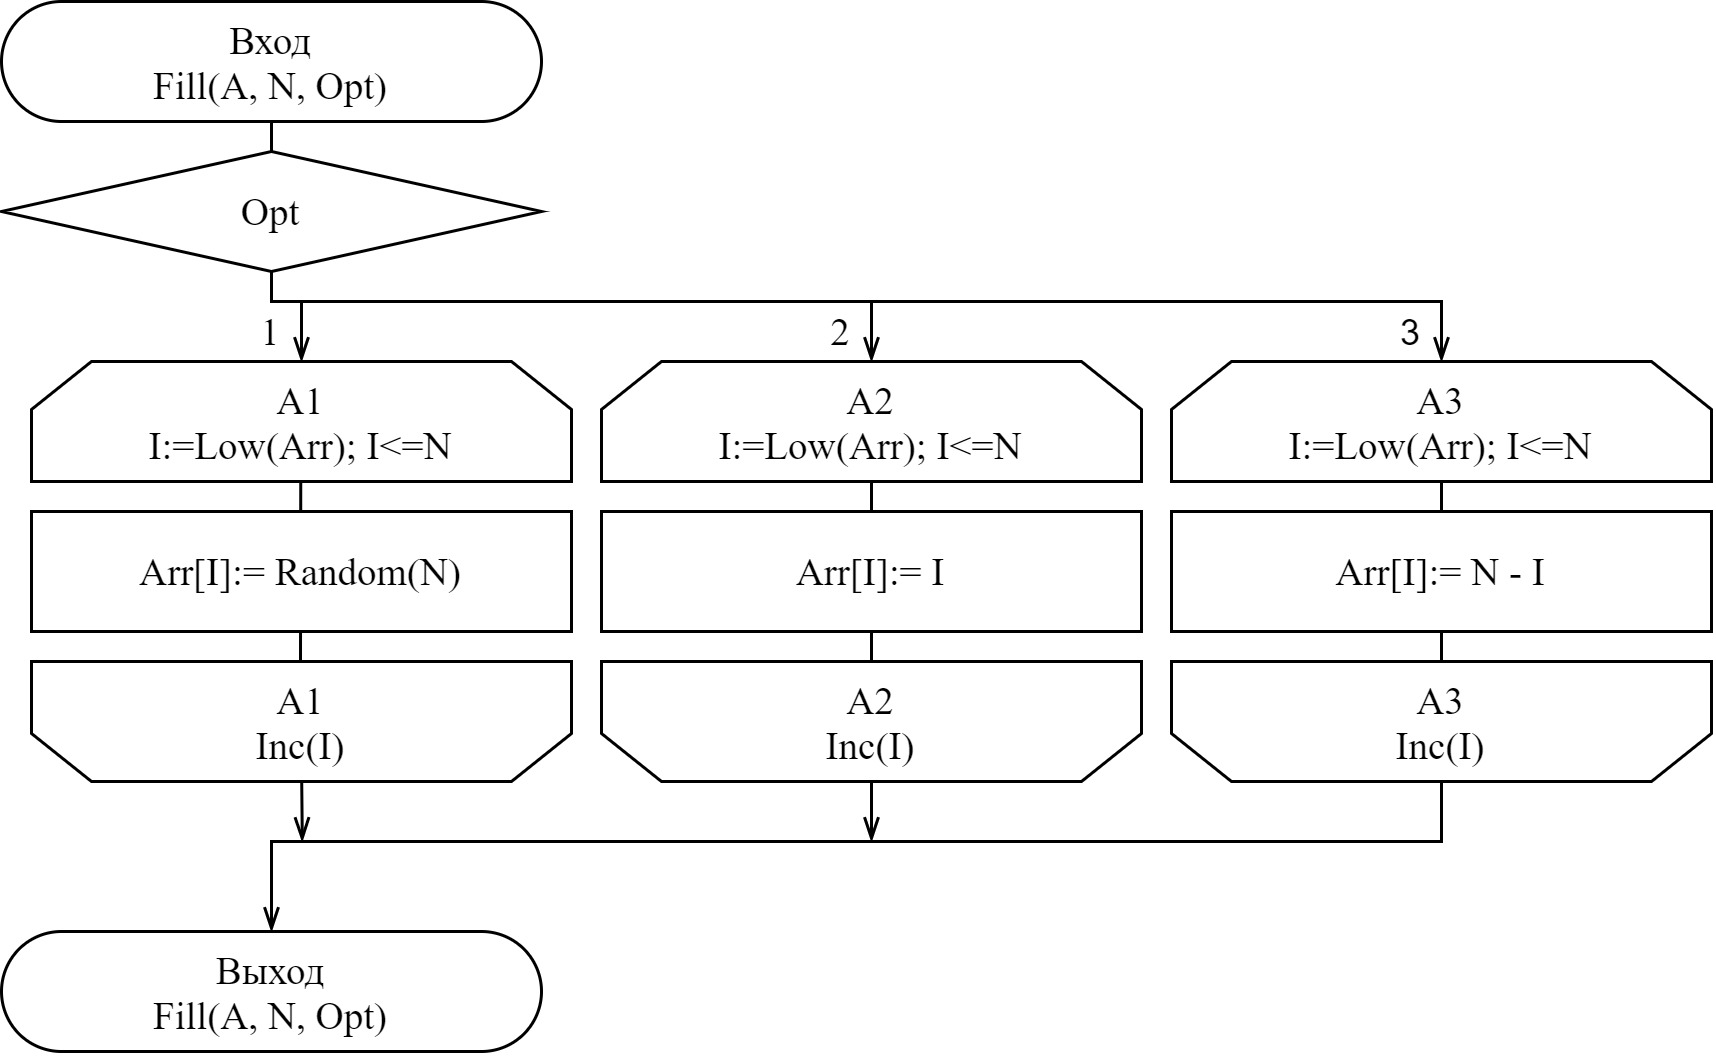 Вход
Fill(A, N, Opt)
Opt
1
2
3
A1
I:=Low(Arr); I<=N
A2
I:=Low(Arr); I<=N
A3
I:=Low(Arr); I<=N
Arr[I]:= Random(N)
Arr[I]:= I
Arr[I]:= N - I
A1
Inc(I)
A2
Inc(I)
A3
Inc(I)
Выход
Fill(A, N, Opt)